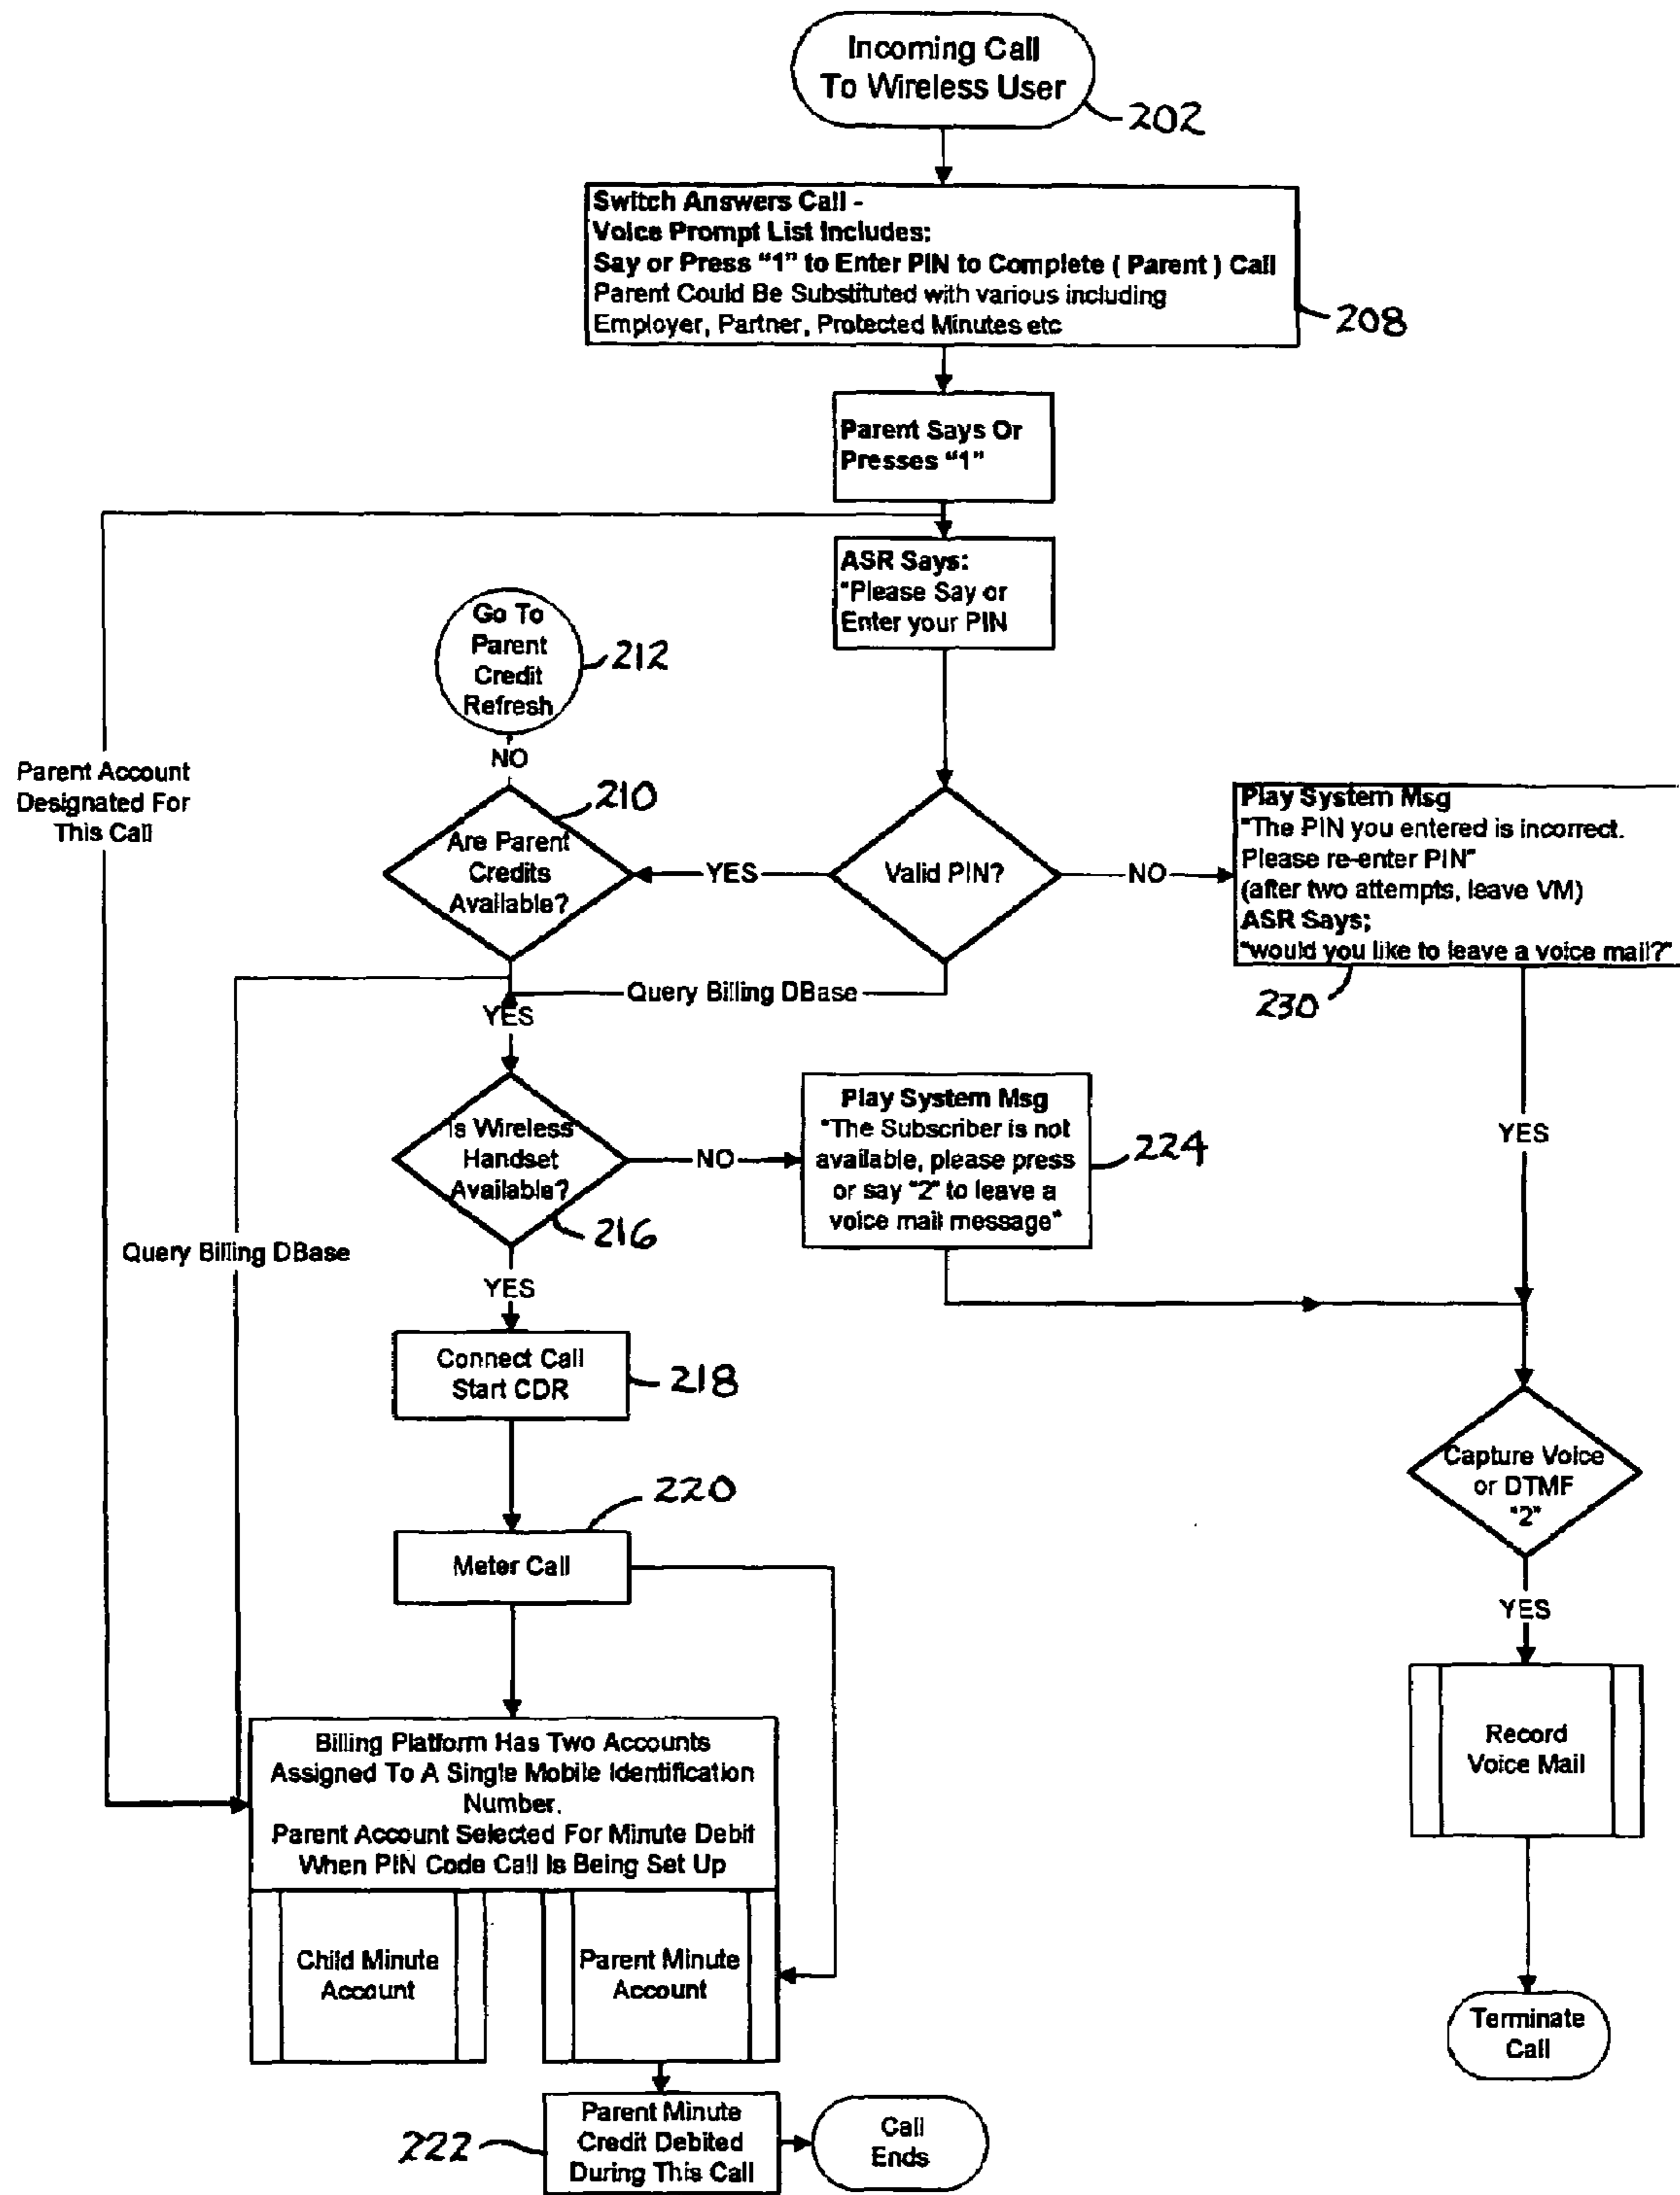 Incoming Call
To Wireless User
202
Switch Answers Call -
Voice Prompt List Includes:
Say or Press "1" to Enter PIN to Complete ( Parent ) Call
Parent Could Be Substituted with various including
Employer, Partner, Protected Minutes etc
208
Parent Says Or
Presses "1"
ASR Says:
"Please Say or
Enter your PIN
Go To
Parent
Credit
Refresh
212
NO
Parent Account
Designated For
This Call
210
Are Parent
Credits
Available?
YES
Valid PIN?
NO
Play System Msg
"The PIN you entered is incorrect.
Please re-enter PIN"
(after two attempts, leave VM)
ASR Says;
"would you like to leave a voice mail?"
230
Query Billing DBase
YES
Is Wireless
Handset
Available?
216
NO
Play System Msg
"The Subscriber is not
available, please press
or say "2" to leave a
voice mail message"
224
YES
Query Billing DBase
YES
Connect Call
Start CDR
218
Capture Voice
or DTMF
"2"
220
Meter Call
YES
Record
Voice Mail
Billing Platform Has Two Accounts
Assigned To A Single Mobile Identification
Number.
Parent Account Selected For Minute Debit
When PIN Code Call Is Being Set Up
Child Minute
Account
Parent Minute
Account
Terminate
Call
Parent Minute
Credit Debited
During This Call
222
Call
Ends